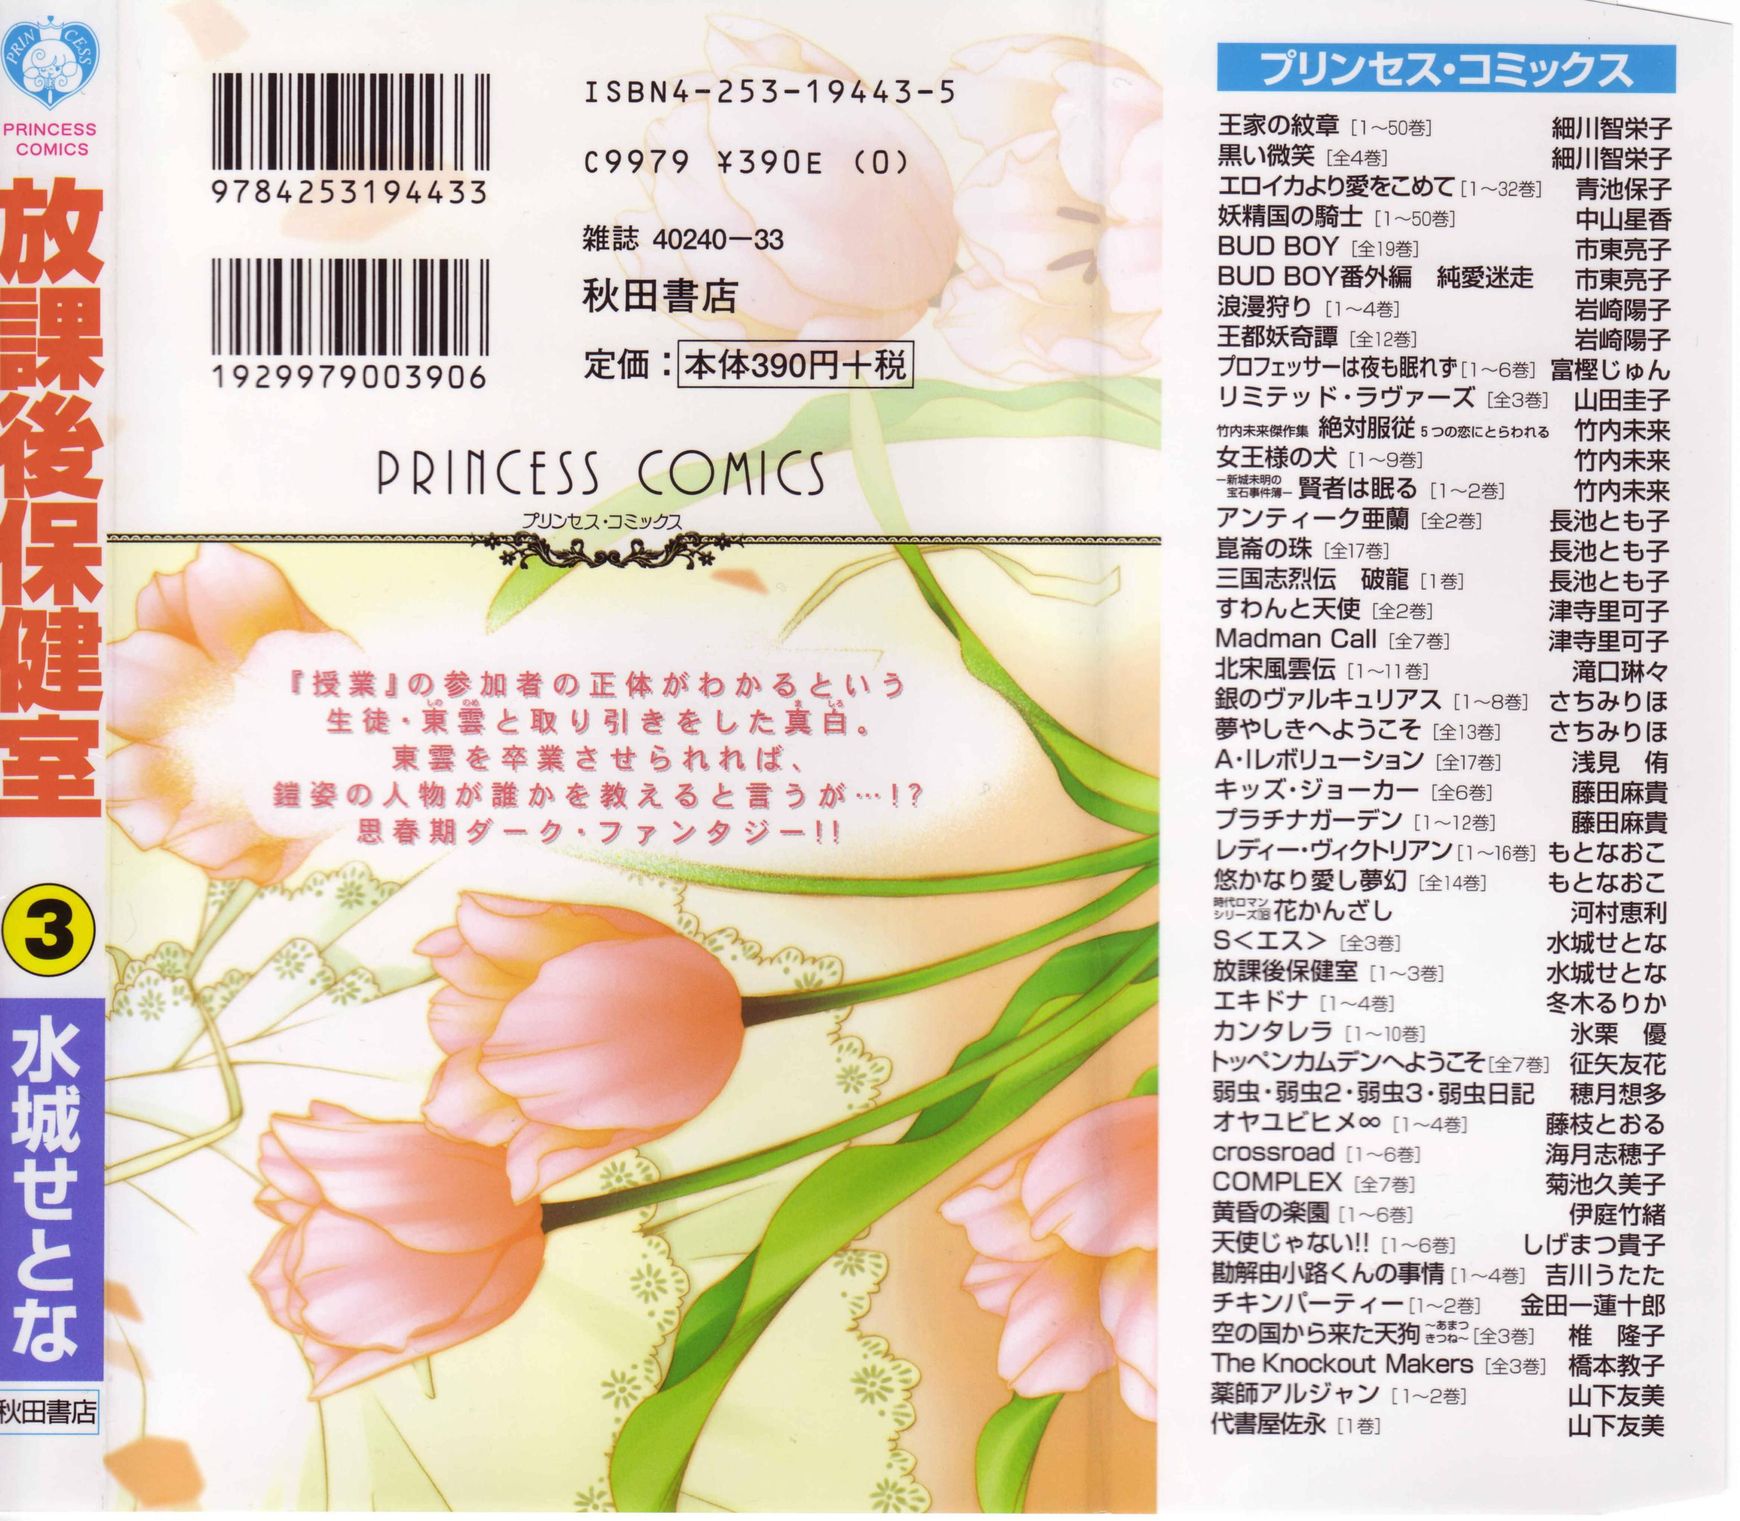 PRINCESS
PRINCESS
COMICS
放課後保健室
3
水城せとな
秋田書店
9784253194433
1929979003906
ISBN4-253-19443-5
C9979 ¥390E (0)
雑誌 40240-33
秋田書店
定価:本体390円+税
PRINCESS COMICS
プリンセス・コミックス
『授業』の参加者の正体がわかるという
生徒・東雲と取り引きをした真白。
東雲を卒業させられれば、
鎧姿の人物が誰かを教えると言うが…!?
思春期ダーク・ファンタジー!!
プリンセス・コミックス
王家の紋章 [1~50巻] 細川智栄子
黒い微笑 [全4巻] 細川智栄子
エロイカより愛をこめて[1~32巻] 青池保子
妖精国の騎士 [1~50巻] 中山星香
BUD BOY [全19巻] 市東亮子
BUD BOY番外編 純愛迷走 市東亮子
浪漫狩り [1~4巻] 岩崎陽子
王都妖奇譚 [全12巻] 岩崎陽子
プロフェッサーは夜も眠れず[1~6巻] 富樫じゅん
リミテッド・ラヴァーズ [全3巻] 山田圭子
竹内未来傑作集 絶対服従 5つの恋にとらわれる 竹内未来
女王様の犬 [1~9巻] 竹内未来
―新城未明の宝石事件簿― 賢者は眠る [1~2巻] 竹内未来
アンティーク亜蘭 [全2巻] 長池とも子
崑崙の珠 [全17巻] 長池とも子
三国志烈伝 破龍 [1巻] 長池とも子
すわんと天使 [全2巻] 津寺里可子
Madman Call [全7巻] 津寺里可子
北宋風雲伝 [1~11巻] 滝口琳々
銀のヴァルキュリアス [1~8巻] さちみりほ
夢やしきへようこそ [全13巻] さちみりほ
A・Iレボリューション [全17巻] 浅見 侑
キッズ・ジョーカー [全6巻] 藤田麻貴
プラチナガーデン [1~12巻] 藤田麻貴
レディー・ヴィクトリアン[1~16巻] もとなおこ
悠かなり愛し夢幻 [全14巻] もとなおこ
時代ロマンシリーズ18 花かんざし 河村恵利
S<エス> [全3巻] 水城せとな
放課後保健室 [1~3巻] 水城せとな
エキドナ [1~4巻] 冬木るりか
カンタレラ [1~10巻] 氷栗 優
トッペンカムデンへようこそ[全7巻] 征矢友花
弱虫・弱虫2・弱虫3・弱虫日記 穂月想多
オヤユビヒメ∞ [1~4巻] 藤枝とおる
crossroad [1~6巻] 海月志穂子
COMPLEX [全7巻] 菊池久美子
黄昏の楽園 [1~6巻] 伊庭竹緒
天使じゃない!! [1~6巻] しげまつ貴子
勘解由小路くんの事情[1~4巻] 吉川うたた
チキンパーティー[1~2巻] 金田一蓮十郎
空の国から来た天狗~あまつきつね~[全3巻] 椎 隆子
The Knockout Makers [全3巻] 橋本教子
薬師アルジャン [1~2巻] 山下友美
代書屋佐永 [1巻] 山下友美